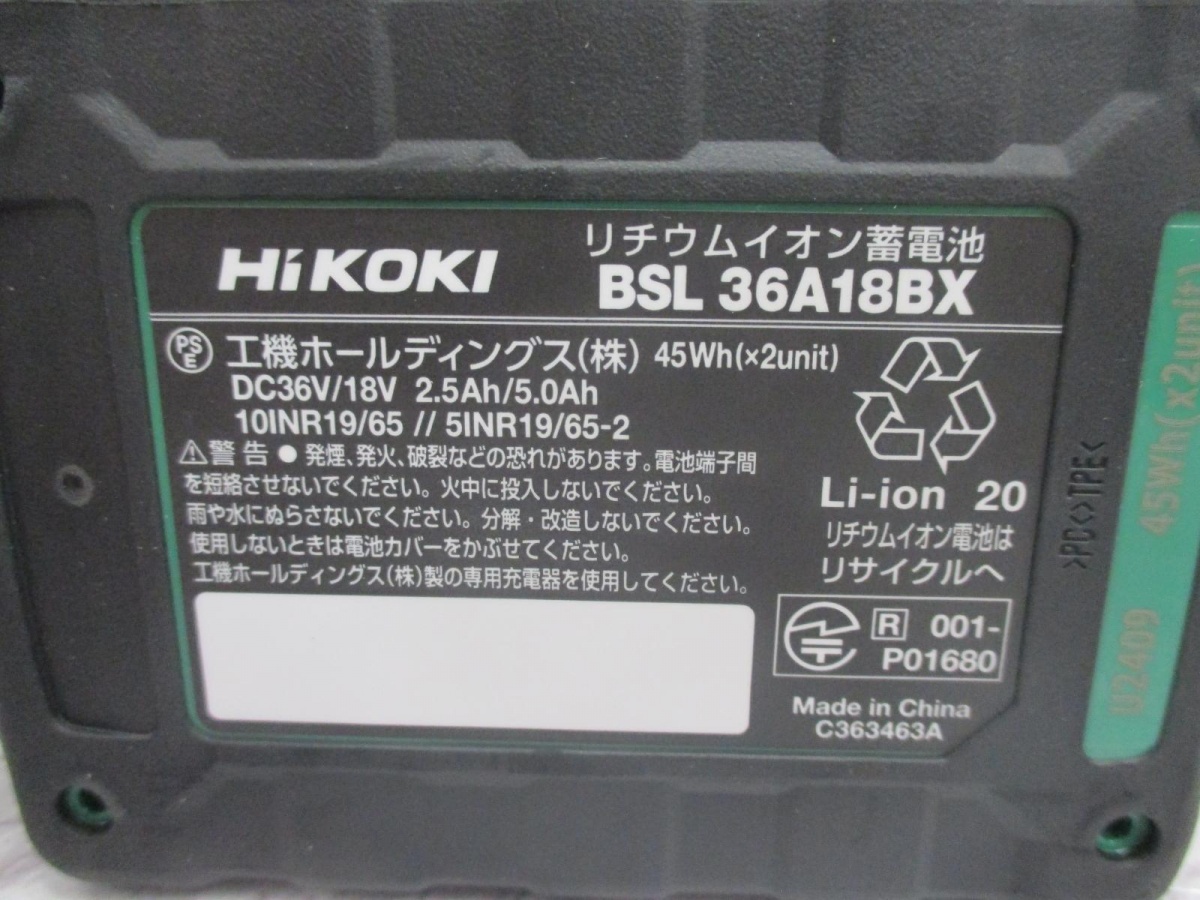 HiKOKI
リチウムイオン蓄電池
BSL 36A18BX
PSE
工機ホールディングス(株) 45Wh(×2unit)
DC36V/18V 2.5Ah/5.0Ah
10INR19/65 // 5INR19/65-2
⚠警告 ● 発煙、発火、破裂などの恐れがあります。電池端子間
を短絡させないでください。火中に投入しないでください。
雨や水にぬらさないでください。分解・改造しないでください。
使用しないときは電池カバーをかぶせてください。
工機ホールディングス(株)製の専用充電器を使用してください。
Li-ion 20
リチウムイオン電池は
リサイクルへ
R 001-
P01680
Made in China
C363463A
>PC<>TPE<
U2409 45Wh(×2unit)